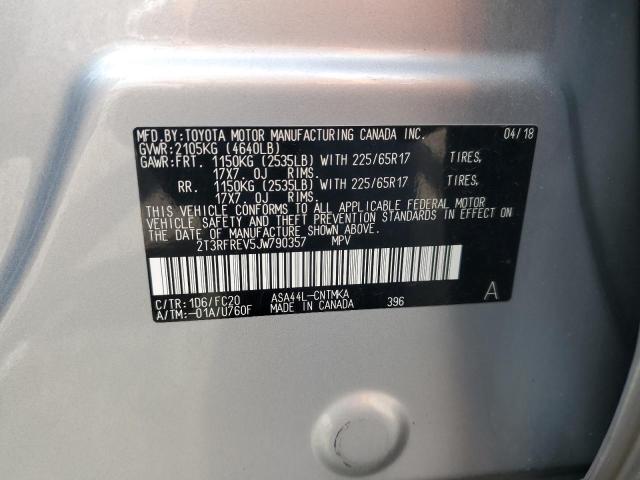 MFD.BY:TOYOTA MOTOR MANUFACTURING CANADA INC. 04/18
GVWR:2105KG (4640LB)
GAWR:FRT. 1150KG (2535LB) WITH 225/65R17 TIRES,
17X7. 0J RIMS.
RR. 1150KG (2535LB) WITH 225/65R17 TIRES,
17X7. 0J RIMS.
THIS VEHICLE CONFORMS TO ALL APPLICABLE FEDERAL MOTOR
VEHICLE SAFETY AND THEFT PREVENTION STANDARDS IN EFFECT ON
THE DATE OF MANUFACTURE SHOWN ABOVE.
2T3RFREV5JW790357 MPV
C/TR:1D6/FC20 ASA44L-CNTMKA 396 A
A/TM:-01A/U760F MADE IN CANADA